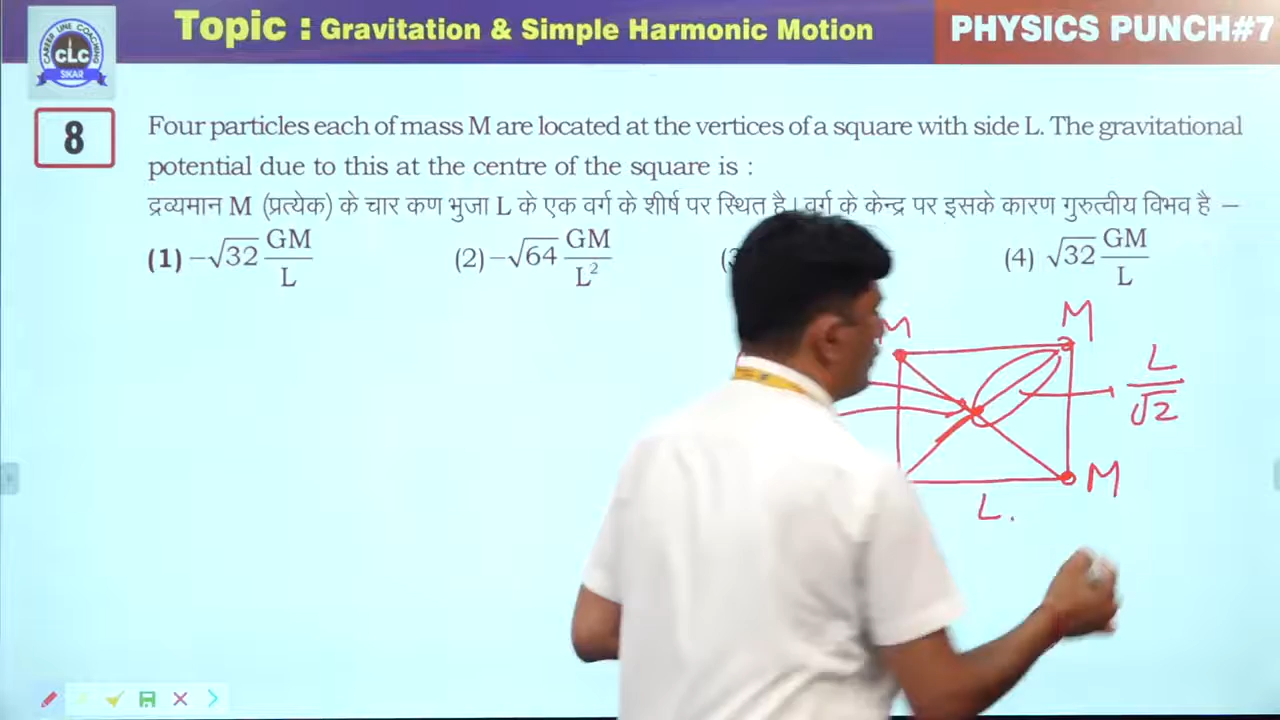 Topic : Gravitation & Simple Harmonic Motion
PHYSICS PUNCH#7
CAREER LINE COACHING
CLC
SIKAR
8
Four particles each of mass M are located at the vertices of a square with side L. The gravitational
potential due to this at the centre of the square is :
द्रव्यमान M (प्रत्येक) के चार कण भुजा L के एक वर्ग के शीर्ष पर स्थित है। वर्ग के केन्द्र पर इसके कारण गुरुत्वीय विभव है –
(1) –√32 GM/L (2) –√64 GM/L² (4) √32 GM/L
M M
L/√2
M
L.